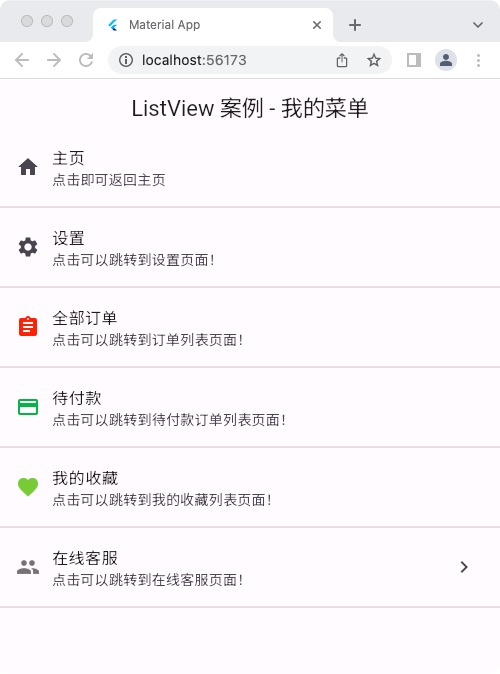 Material App
localhost:56173
ListView 案例 - 我的菜单
主页
点击即可返回主页
设置
点击可以跳转到设置页面!
全部订单
点击可以跳转到订单列表页面!
待付款
点击可以跳转到待付款订单列表页面!
我的收藏
点击可以跳转到我的收藏列表页面!
在线客服
点击可以跳转到在线客服页面!